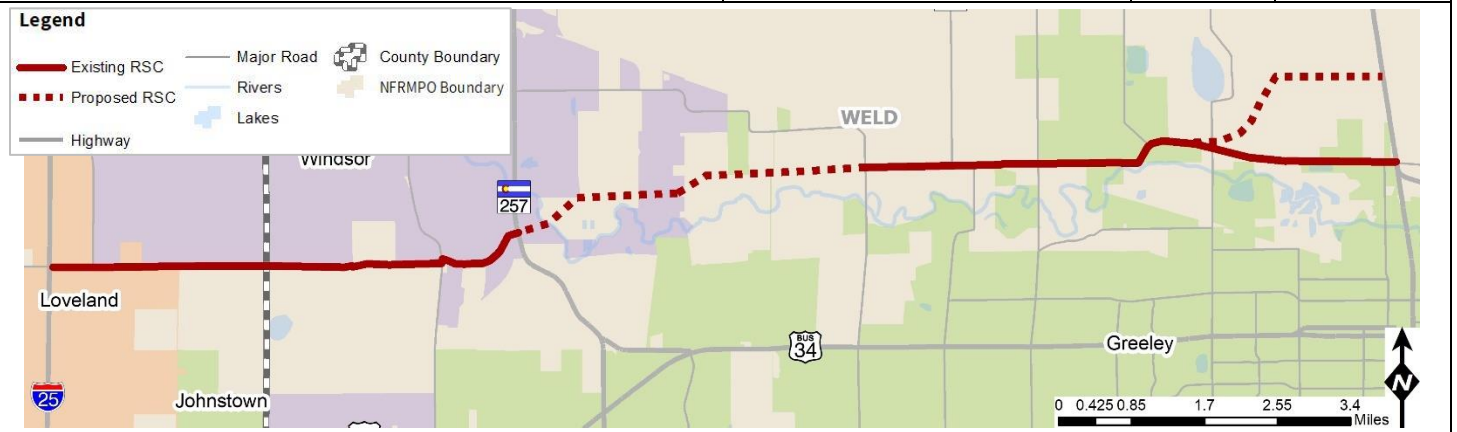 Legend
Existing RSC
Proposed RSC
Highway
Major Road
Rivers
Lakes
County Boundary
NFRMPO Boundary
Windsor
WELD
257
Loveland
BUS
34
Greeley
25
Johnstown
N
0 0.425 0.85 1.7 2.55 3.4
Miles